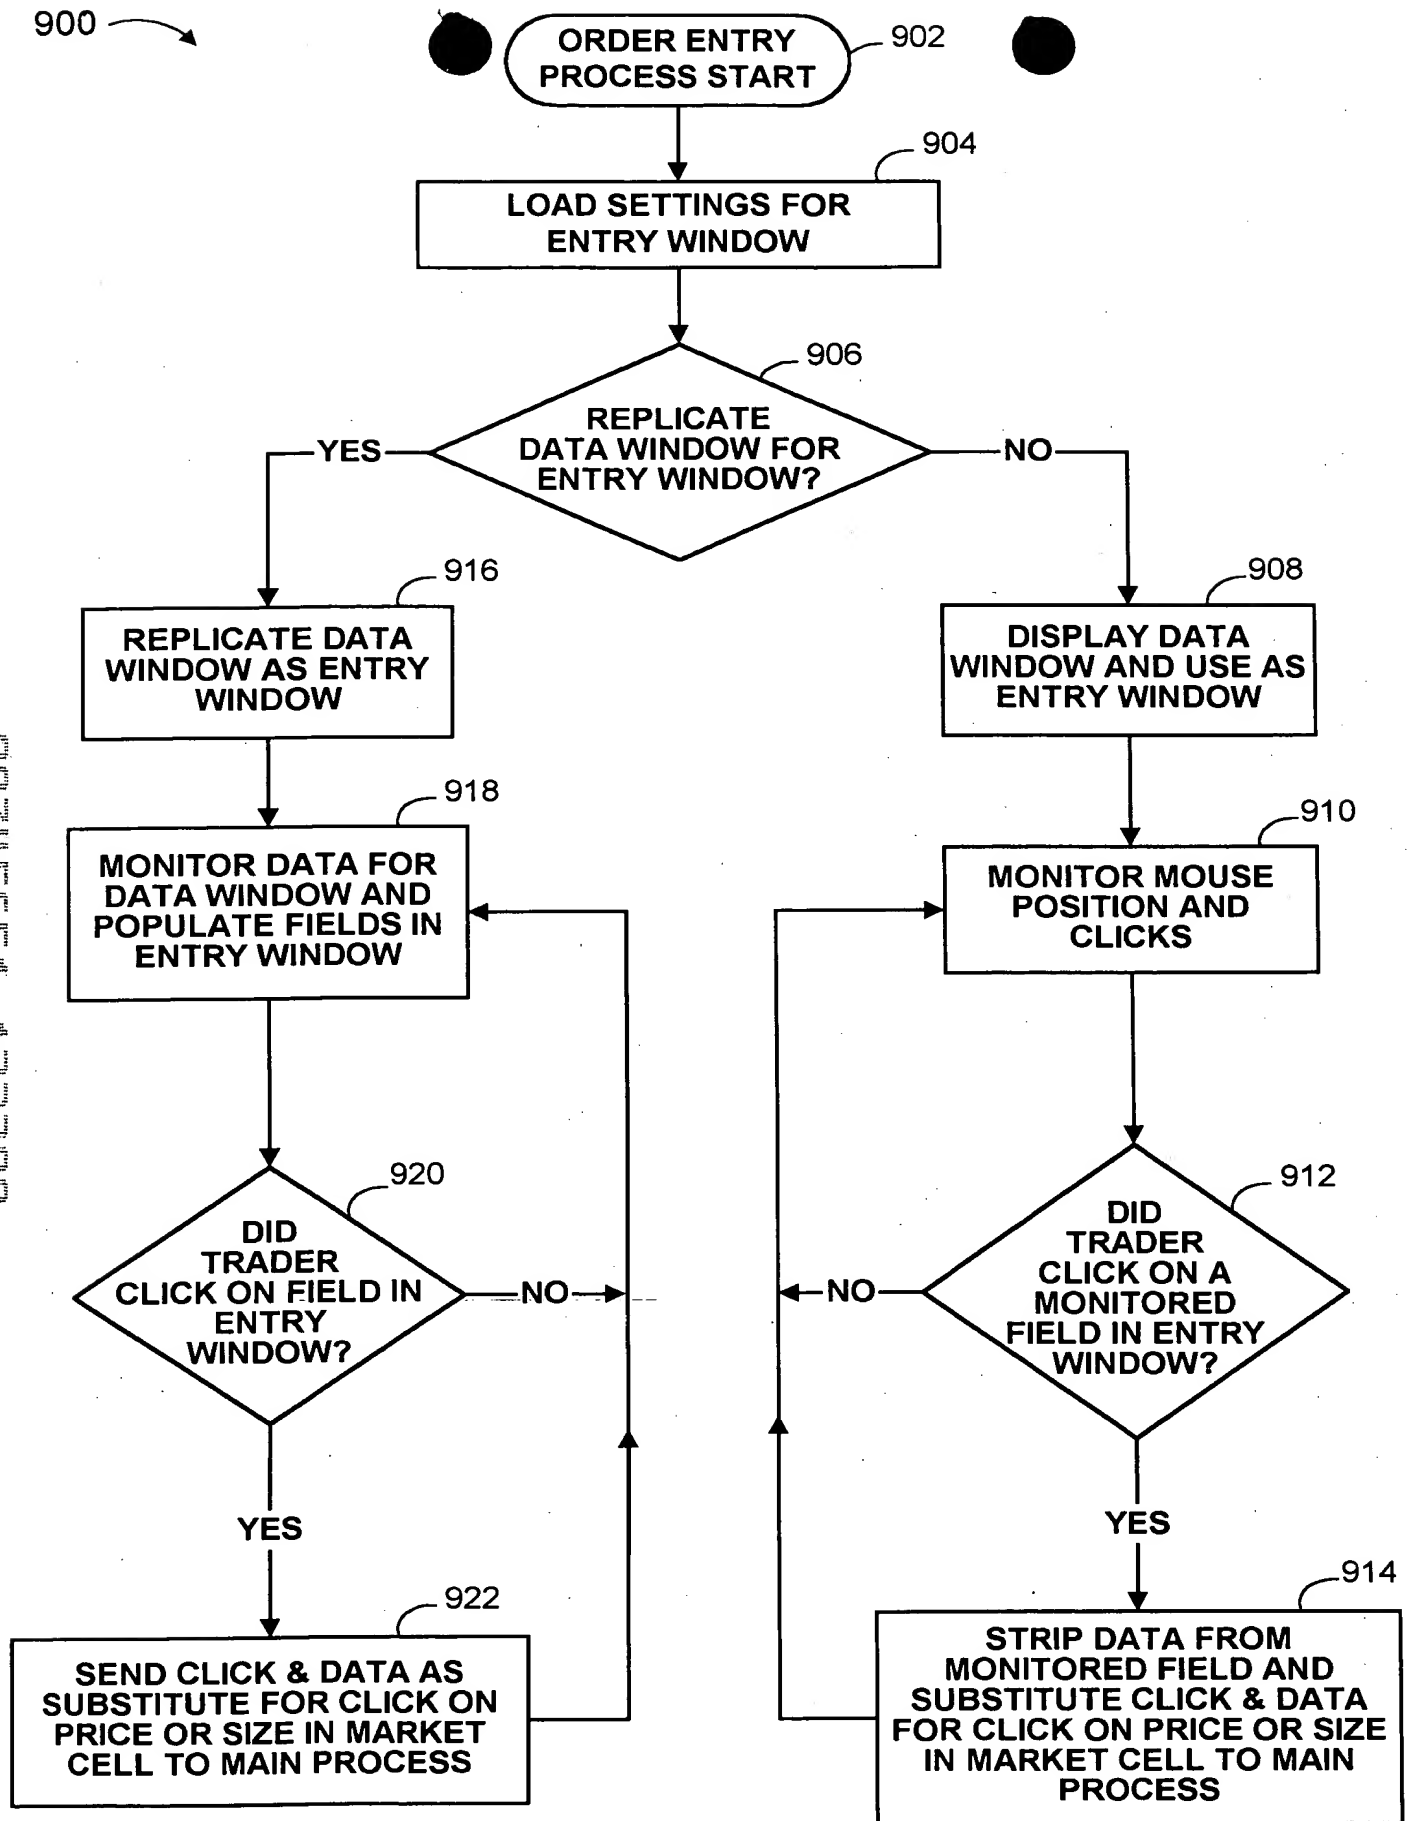 900
ORDER ENTRY
PROCESS START
902
904
LOAD SETTINGS FOR
ENTRY WINDOW
906
REPLICATE
DATA WINDOW FOR
ENTRY WINDOW?
YES
NO
916
REPLICATE DATA
WINDOW AS ENTRY
WINDOW
908
DISPLAY DATA
WINDOW AND USE AS
ENTRY WINDOW
918
MONITOR DATA FOR
DATA WINDOW AND
POPULATE FIELDS IN
ENTRY WINDOW
910
MONITOR MOUSE
POSITION AND
CLICKS
920
DID
TRADER
CLICK ON FIELD IN
ENTRY
WINDOW?
NO
912
DID
TRADER
CLICK ON A
MONITORED
FIELD IN ENTRY
WINDOW?
NO
YES
YES
922
SEND CLICK & DATA AS
SUBSTITUTE FOR CLICK ON
PRICE OR SIZE IN MARKET
CELL TO MAIN PROCESS
914
STRIP DATA FROM
MONITORED FIELD AND
SUBSTITUTE CLICK & DATA
FOR CLICK ON PRICE OR SIZE
IN MARKET CELL TO MAIN
PROCESS